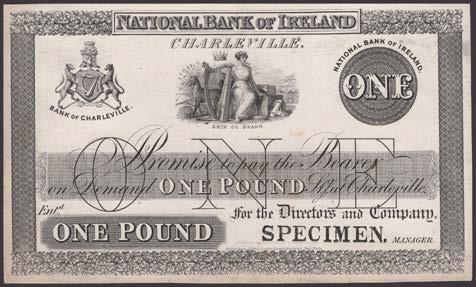 NATIONAL BANK OF IRELAND
CHARLEVILLE.
NATIONAL BANK OF IRELAND.
ONE
BANK OF CHARLEVILLE.
ERIN GO BRAGH.
ONE
Promise to pay the Bearer
on Demand ONE POUND Stg at Charleville.
Entd.
For the Directors and Company,
ONE POUND
SPECIMEN. MANAGER.